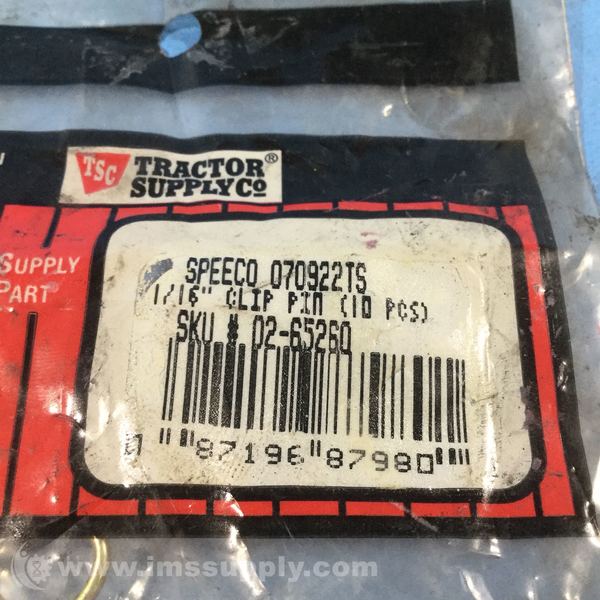 TSC TRACTOR SUPPLY CO®
SUPPLY
PART
SPEECO 070922TS
1/16" CLIP PIN (10 PCS)
SKU # 02-65260
87196 87980
www.imssupply.com